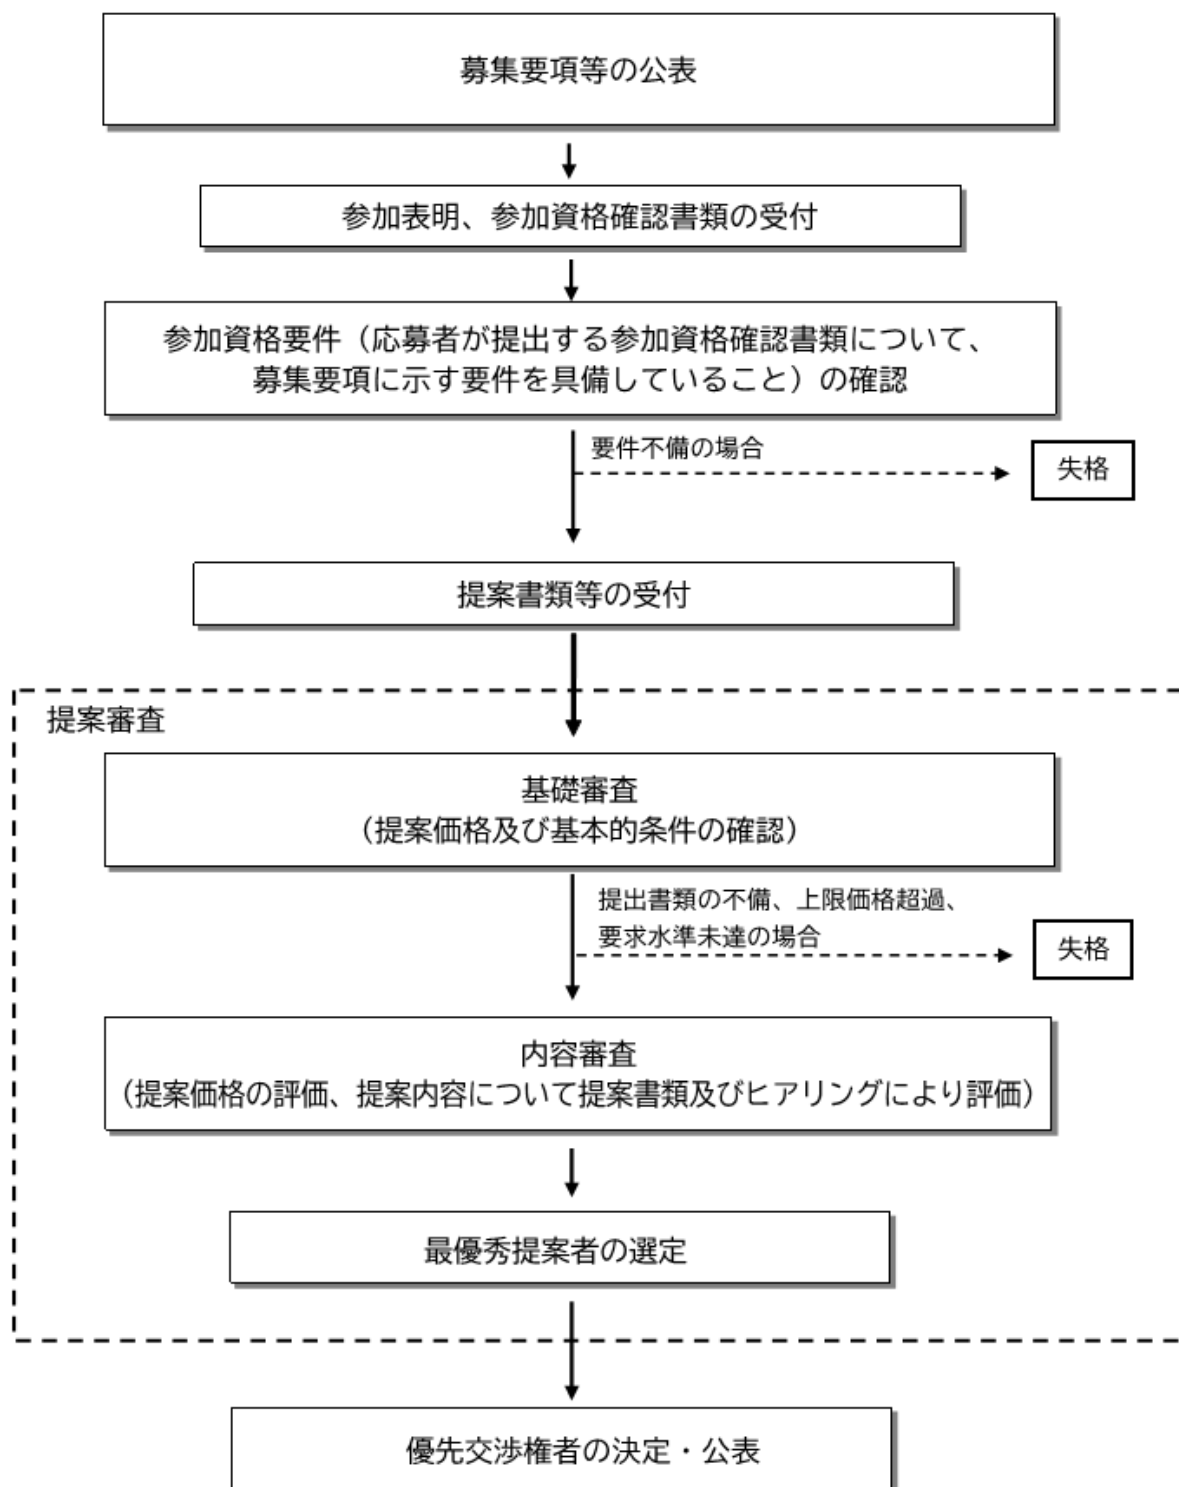 募集要項等の公表
参加表明、参加資格確認書類の受付
参加資格要件（応募者が提出する参加資格確認書類について、
募集要項に示す要件を具備していること）の確認
要件不備の場合
失格
提案書類等の受付
提案審査
基礎審査
（提案価格及び基本的条件の確認）
提出書類の不備、上限価格超過、
要求水準未達の場合
失格
内容審査
（提案価格の評価、提案内容について提案書類及びヒアリングにより評価）
最優秀提案者の選定
優先交渉権者の決定・公表